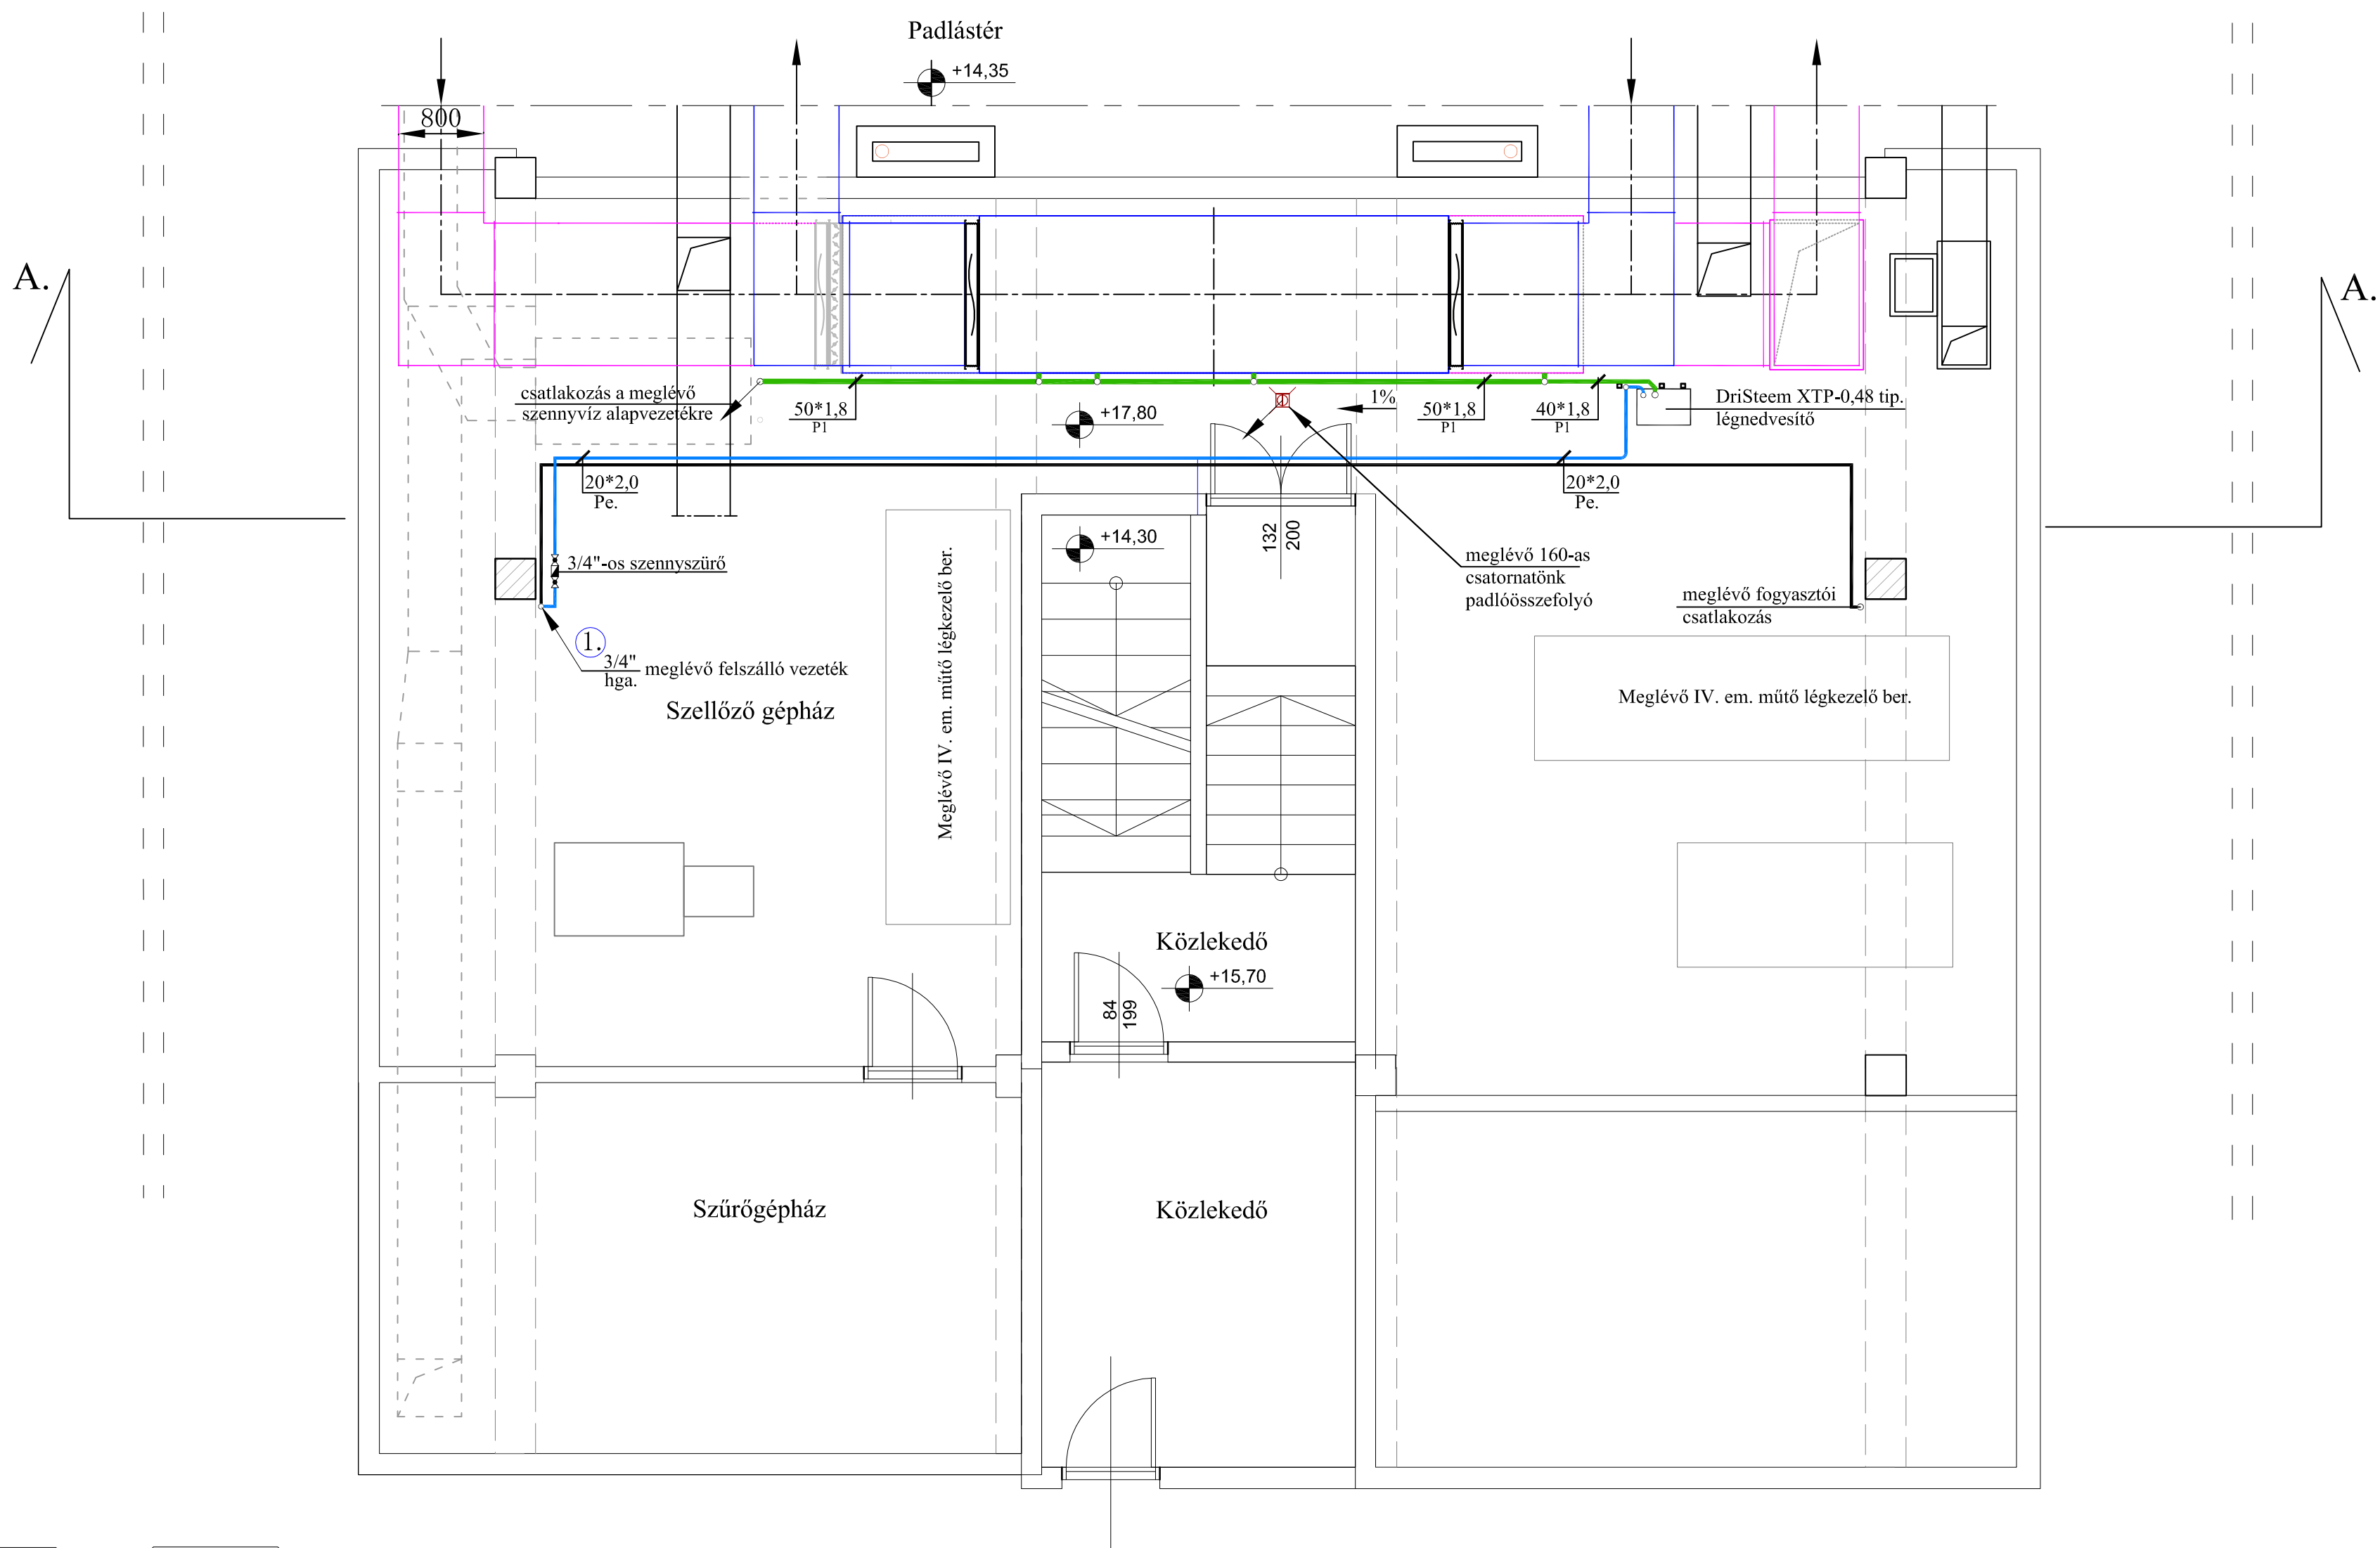 Padlástér
+14,35
800
A.
A.
csatlakozás a meglévő
szennyvíz alapvezetékre
50*1,8
P1
+17,80
1%
50*1,8
P1
40*1,8
P1
DriSteem XTP-0,48 tip.
légnedvesítő
20*2,0
Pe.
20*2,0
Pe.
3/4"-os szennyszürő
+14,30
132
200
meglévő 160-as
csatornatönk
padlóösszefolyó
meglévő fogyasztói
csatlakozás
1.
3/4"
hga.
meglévő felszálló vezeték
Szellőző gépház
Meglévő IV. em. műtő légkezelő ber.
Meglévő IV. em. műtő légkezelő ber.
Közlekedő
+15,70
84
199
Szűrőgépház
Közlekedő